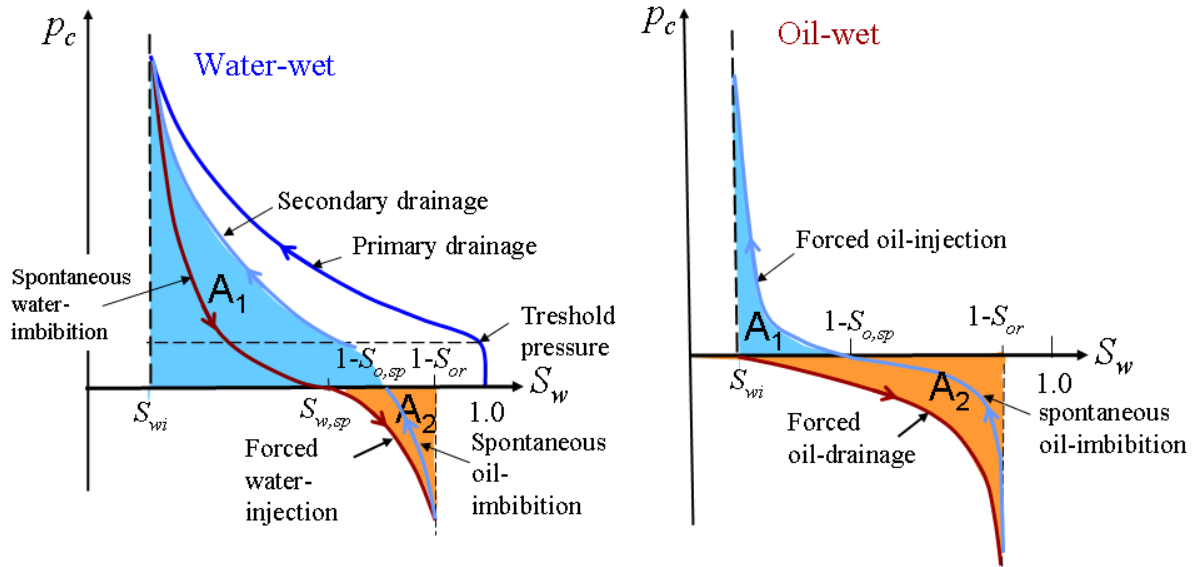 p_c
Water-wet
Secondary drainage
Primary drainage
Spontaneous
water-
imbibition
A_1
Treshold
pressure
1-S_o,sp
1-S_or
S_w
S_wi
S_w,sp
A_2
1.0
Forced
water-
injection
Spontaneous
oil-
imbibition
p_c
Oil-wet
Forced oil-injection
A_1
1-S_o,sp
1-S_or
S_w
S_wi
A_2
1.0
Forced
oil-drainage
spontaneous
oil-imbibition